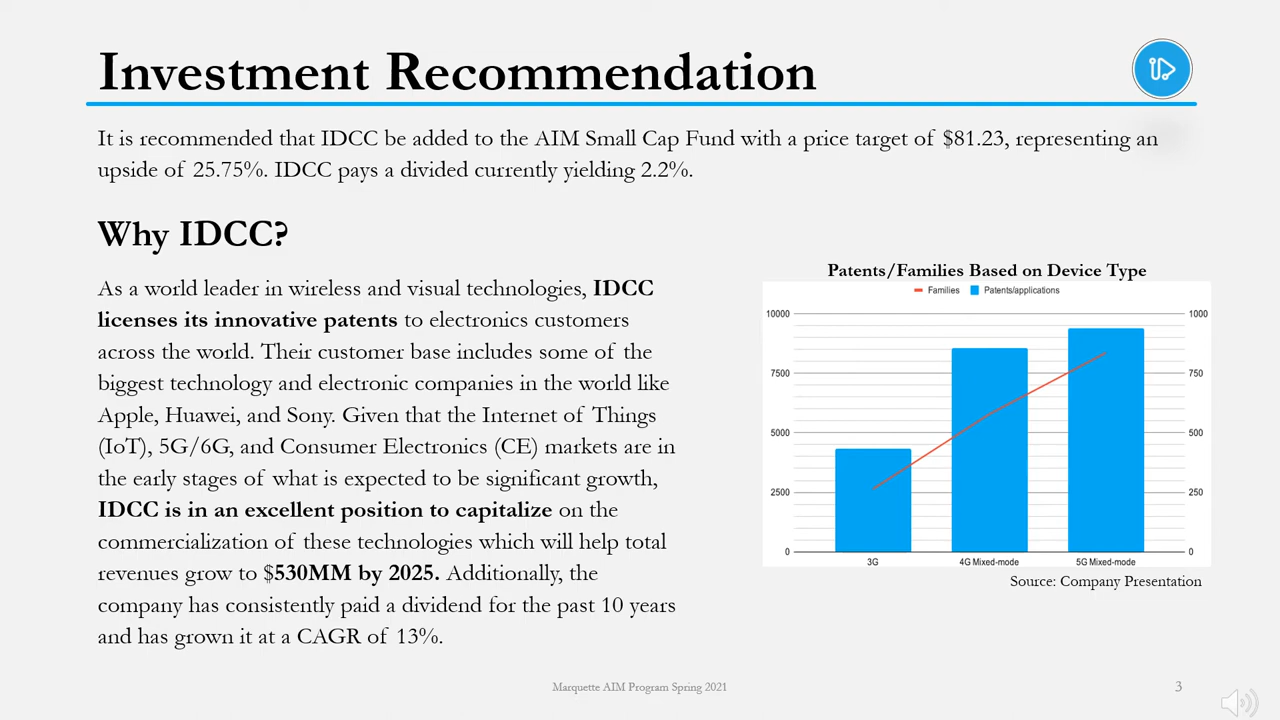 Investment Recommendation
It is recommended that IDCC be added to the AIM Small Cap Fund with a price target of $81.23, representing an
upside of 25.75%. IDCC pays a divided currently yielding 2.2%.
Why IDCC?
As a world leader in wireless and visual technologies, IDCC
licenses its innovative patents to electronics customers
across the world. Their customer base includes some of the
biggest technology and electronic companies in the world like
Apple, Huawei, and Sony. Given that the Internet of Things
(IoT), 5G/6G, and Consumer Electronics (CE) markets are in
the early stages of what is expected to be significant growth,
IDCC is in an excellent position to capitalize on the
commercialization of these technologies which will help total
revenues grow to $530MM by 2025. Additionally, the
company has consistently paid a dividend for the past 10 years
and has grown it at a CAGR of 13%.
Patents/Families Based on Device Type
Families Patents/applications
10000 1000
7500 750
5000 500
2500 250
0 0
3G 4G Mixed-mode 5G Mixed-mode
Source: Company Presentation
Marquette AIM Program Spring 2021
3